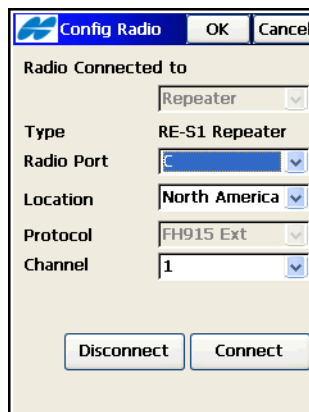 Config Radio OK Cancel
Radio Connected to
Repeater
Type RE-S1 Repeater
Radio Port C
Location North America
Protocol FH915 Ext
Channel 1
Disconnect Connect